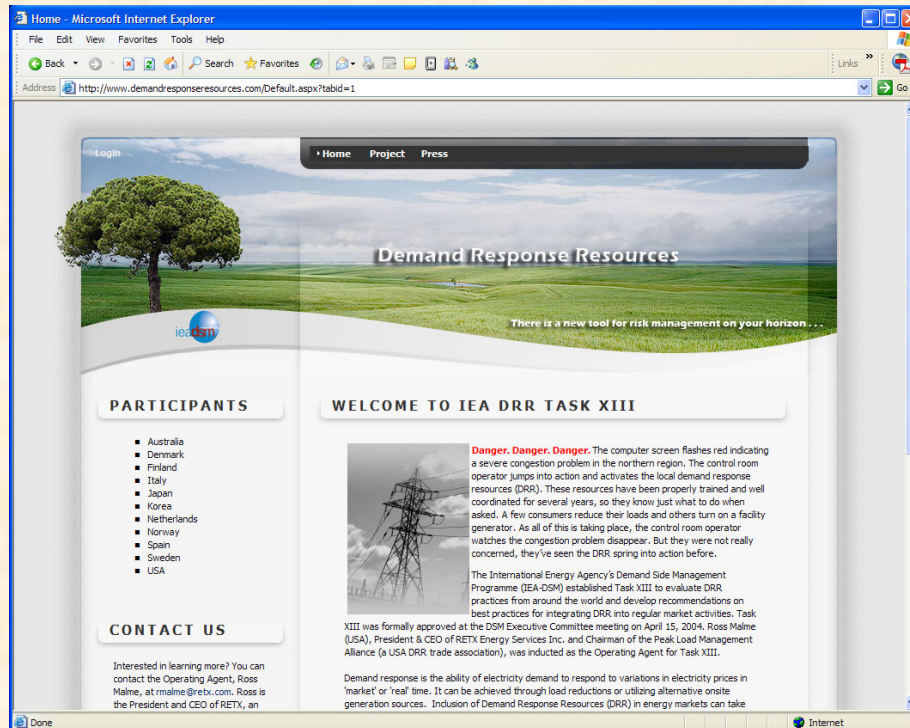 Home - Microsoft Internet Explorer
File Edit View Favorites Tools Help
Back Search Favorites Links »
Address http://www.demandresponseresources.com/Default.aspx?tabid=1 Go
Login
Home Project Press
Demand Response Resources
ieadsm
There is a new tool for risk management on your horizon . . .
PARTICIPANTS
Australia
Denmark
Finland
Italy
Japan
Korea
Netherlands
Norway
Spain
Sweden
USA
CONTACT US
Interested in learning more? You can
contact the Operating Agent, Ross
Malme, at rmalme@retx.com. Ross is
the President and CEO of RETX, an
WELCOME TO IEA DRR TASK XIII
Danger. Danger. Danger. The computer screen flashes red indicating
a severe congestion problem in the northern region. The control room
operator jumps into action and activates the local demand response
resources (DRR). These resources have been properly trained and well
coordinated for several years, so they know just what to do when
asked. A few consumers reduce their loads and others turn on a facility
generator. As all of this is taking place, the control room operator
watches the congestion problem disappear. But they were not really
concerned, they've seen the DRR spring into action before.
The International Energy Agency's Demand Side Management
Programme (IEA-DSM) established Task XIII to evaluate DRR
practices from around the world and develop recommendations on
best practices for integrating DRR into regular market activities. Task
XIII was formally approved at the DSM Executive Committee meeting on April 15, 2004. Ross Malme
(USA), President & CEO of RETX Energy Services Inc. and Chairman of the Peak Load Management
Alliance (a USA DRR trade association), was inducted as the Operating Agent for Task XIII.
Demand response is the ability of electricity demand to respond to variations in electricity prices in
'market' or 'real' time. It can be achieved through load reductions or utilizing alternative onsite
generation sources. Inclusion of Demand Response Resources (DRR) in energy markets can take
Done Internet